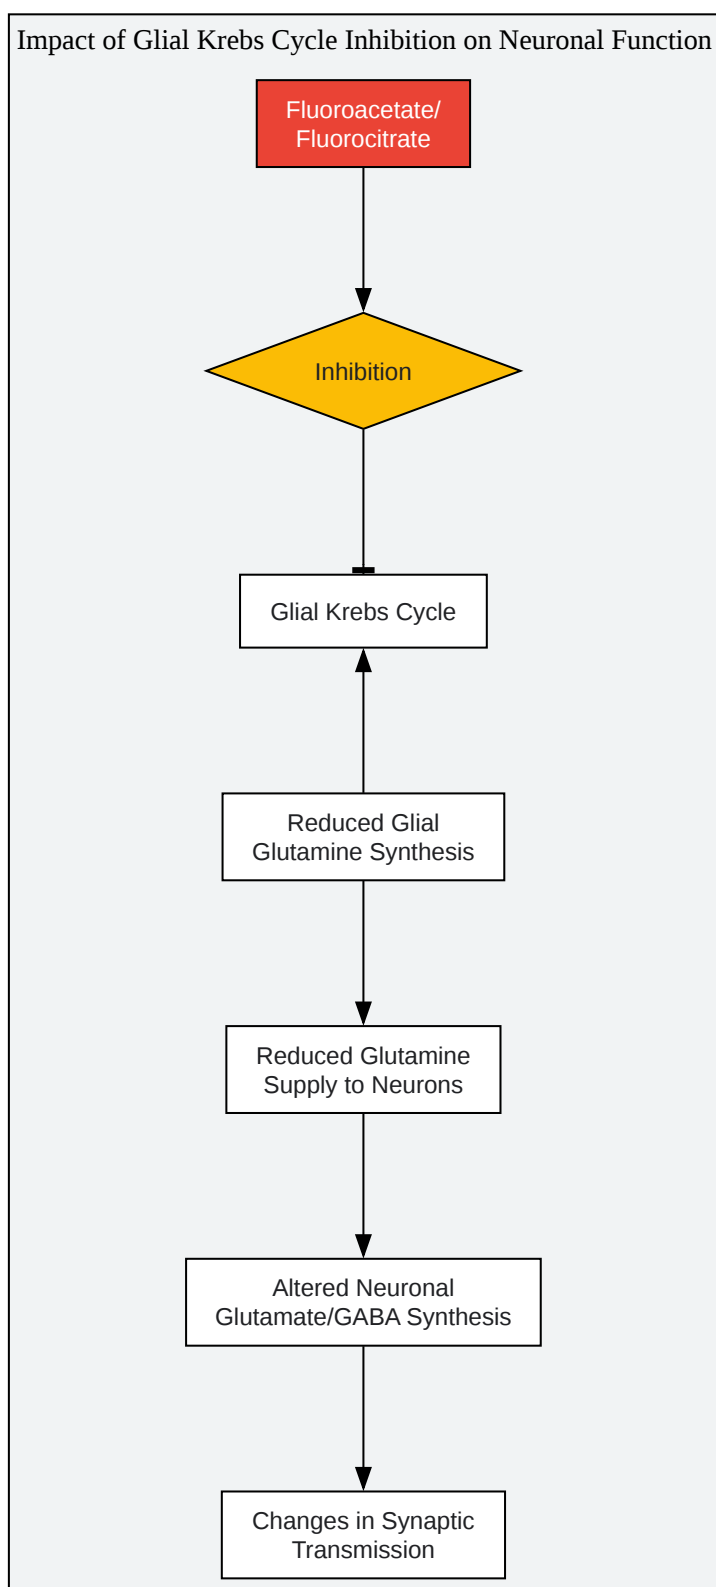 Impact of Glial Krebs Cycle Inhibition on Neuronal Function
Fluoroacetate/
Fluorocitrate
Inhibition
Glial Krebs Cycle
Reduced Glial
Glutamine Synthesis
Reduced Glutamine
Supply to Neurons
Altered Neuronal
Glutamate/GABA Synthesis
Changes in Synaptic
Transmission